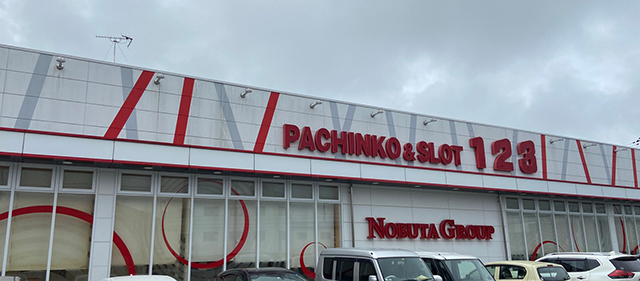 PACHINKO & SLOT 123
NOBUTA GROUP